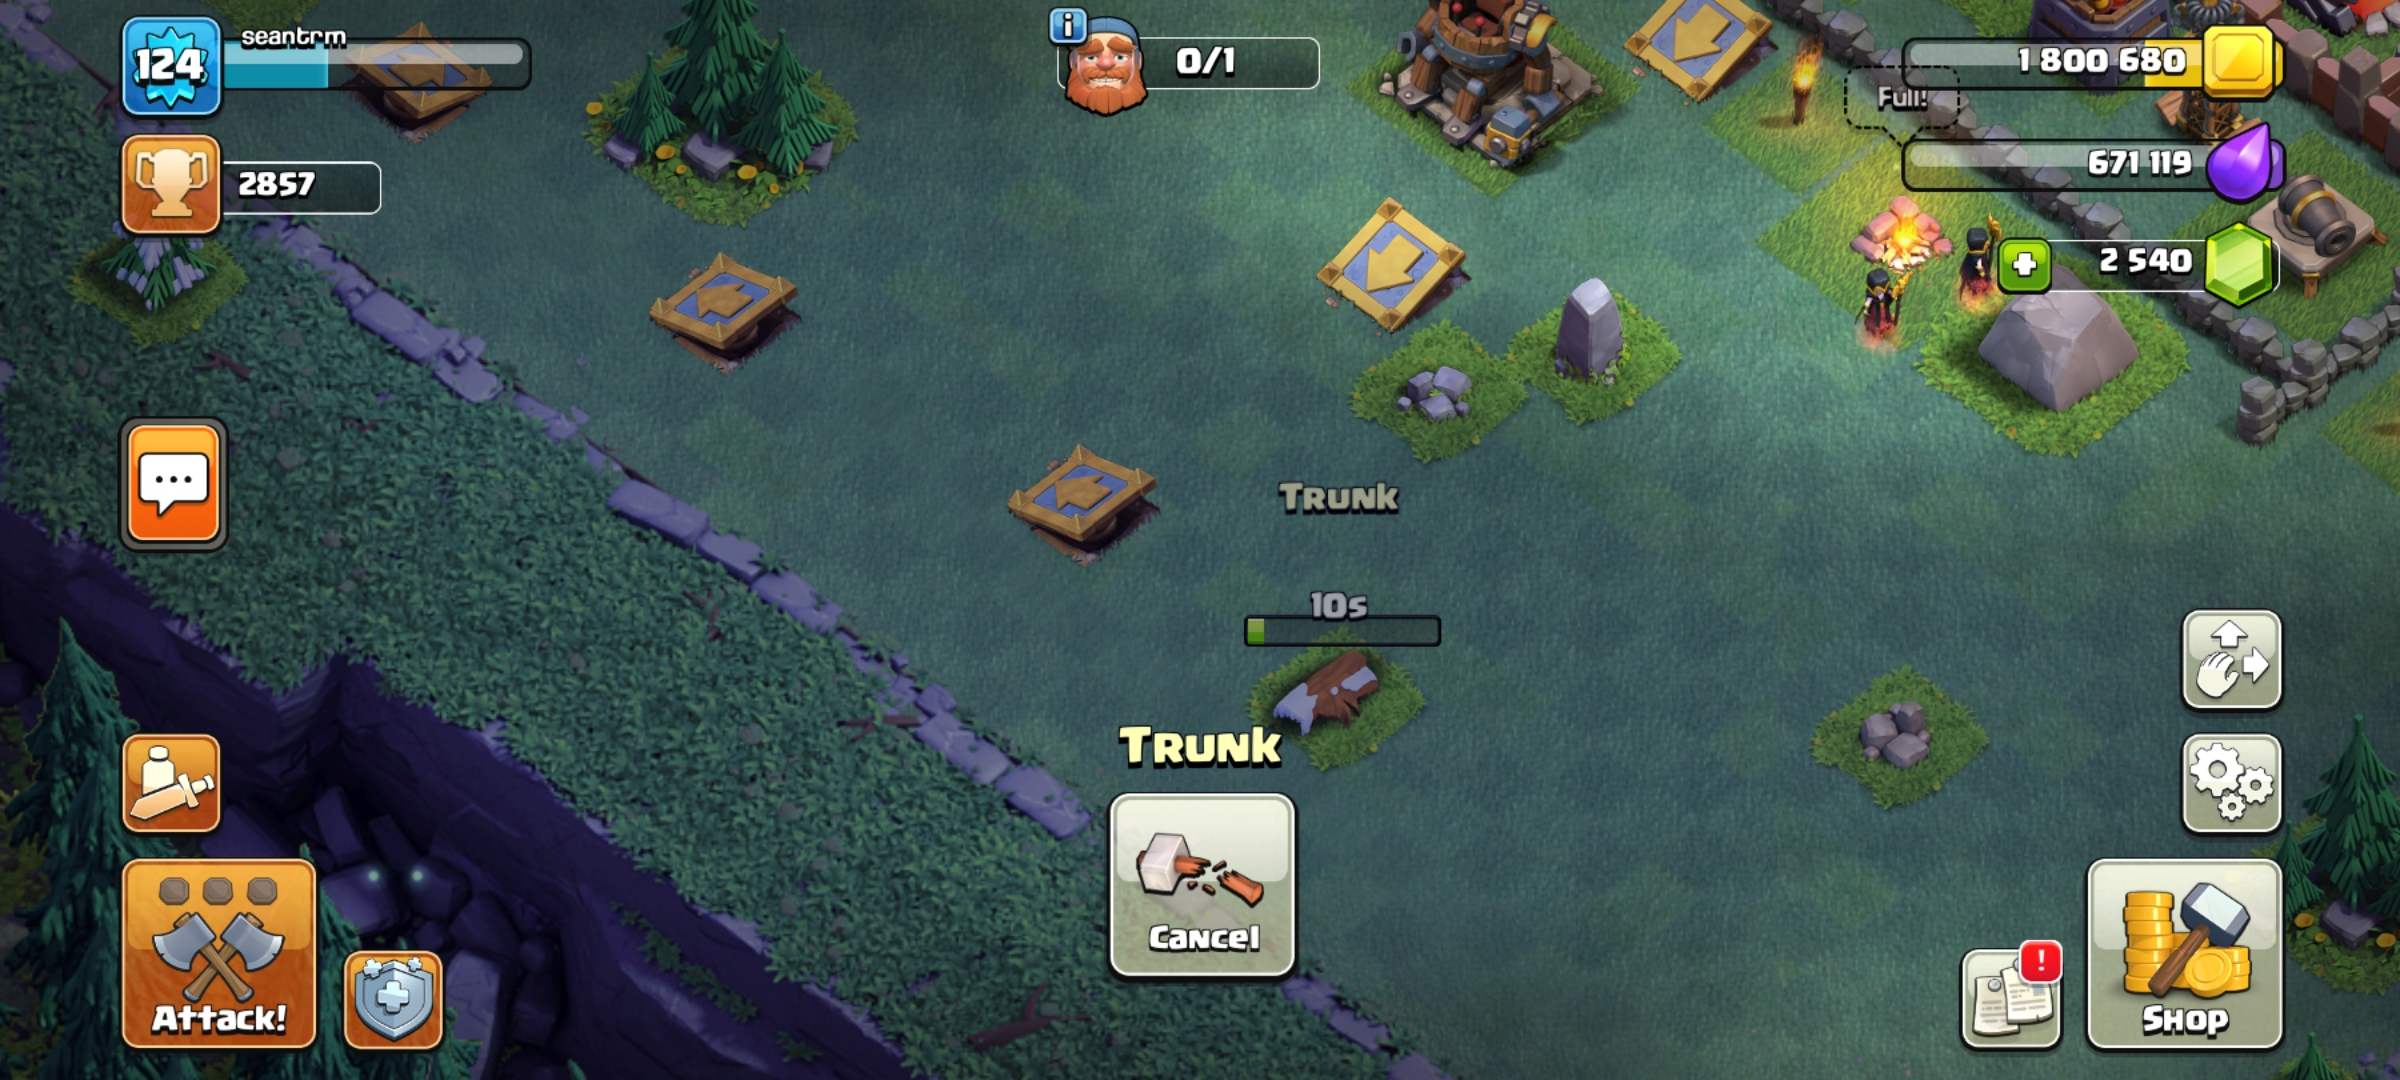 124
seantrm
0/1
1 800 680
Full!
2857
671 119
2 540
Trunk
10s
Trunk
Cancel
Attack!
Shop